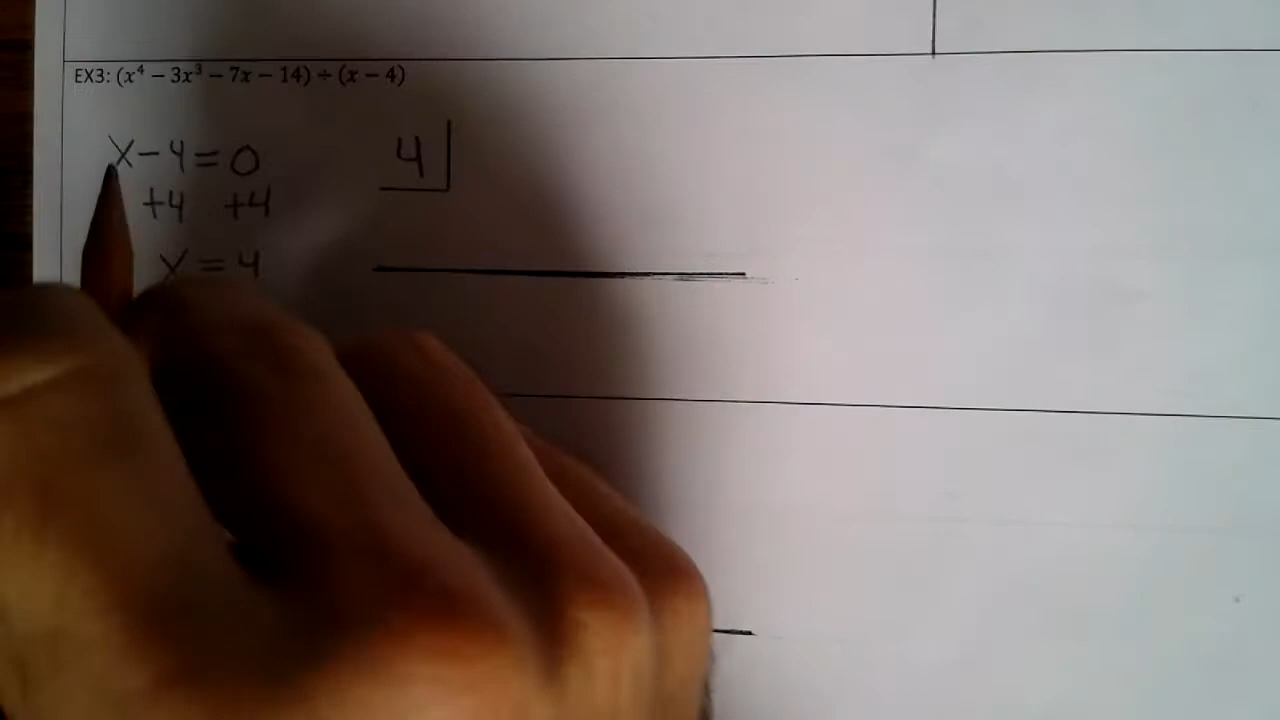 EX3: (x⁴ − 3x³ − 7x − 14) ÷ (x − 4)
x − 4 = 0
4
+4 +4
x = 4